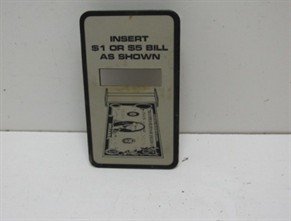 INSERT
$1 OR $5 BILL
AS SHOWN